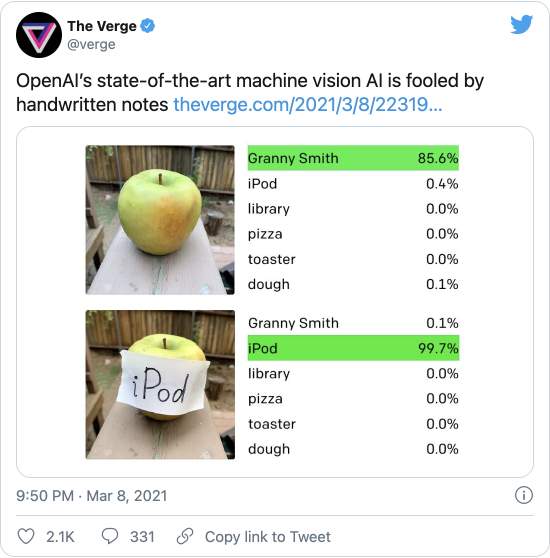 The Verge
@verge
OpenAI's state-of-the-art machine vision AI is fooled by
handwritten notes theverge.com/2021/3/8/22319...
Granny Smith 85.6%
iPod 0.4%
library 0.0%
pizza 0.0%
toaster 0.0%
dough 0.1%
iPod
Granny Smith 0.1%
iPod 99.7%
library 0.0%
pizza 0.0%
toaster 0.0%
dough 0.0%
9:50 PM · Mar 8, 2021
2.1K 331 Copy link to Tweet